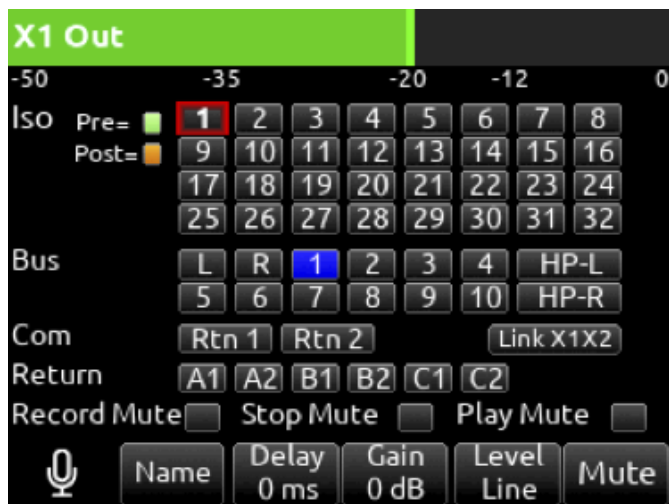 X1 Out
-50 -35 -20 -12 0
Iso Pre= 1 2 3 4 5 6 7 8
Post= 9 10 11 12 13 14 15 16
17 18 19 20 21 22 23 24
25 26 27 28 29 30 31 32
Bus L R 1 2 3 4 HP-L
5 6 7 8 9 10 HP-R
Com Rtn 1 Rtn 2 Link X1X2
Return A1 A2 B1 B2 C1 C2
Record Mute Stop Mute Play Mute
Name Delay Gain Level Mute
0 ms 0 dB Line